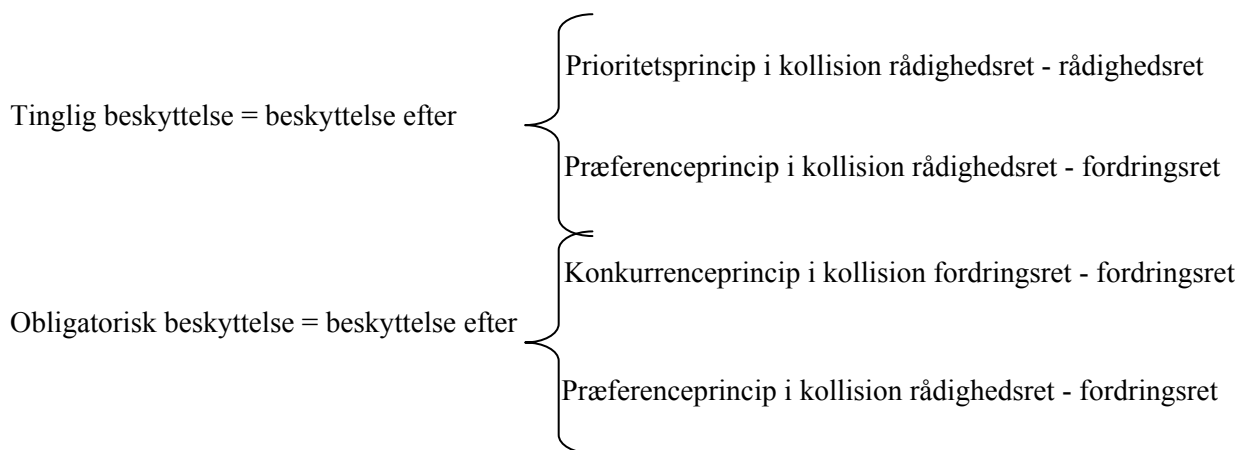 Prioritetsprincip i kollision rådighedsret - rådighedsret
Tinglig beskyttelse = beskyttelse efter
Præferenceprincip i kollision rådighedsret - fordringsret
Konkurrenceprincip i kollision fordringsret - fordringsret
Obligatorisk beskyttelse = beskyttelse efter
Præferenceprincip i kollision rådighedsret - fordringsret